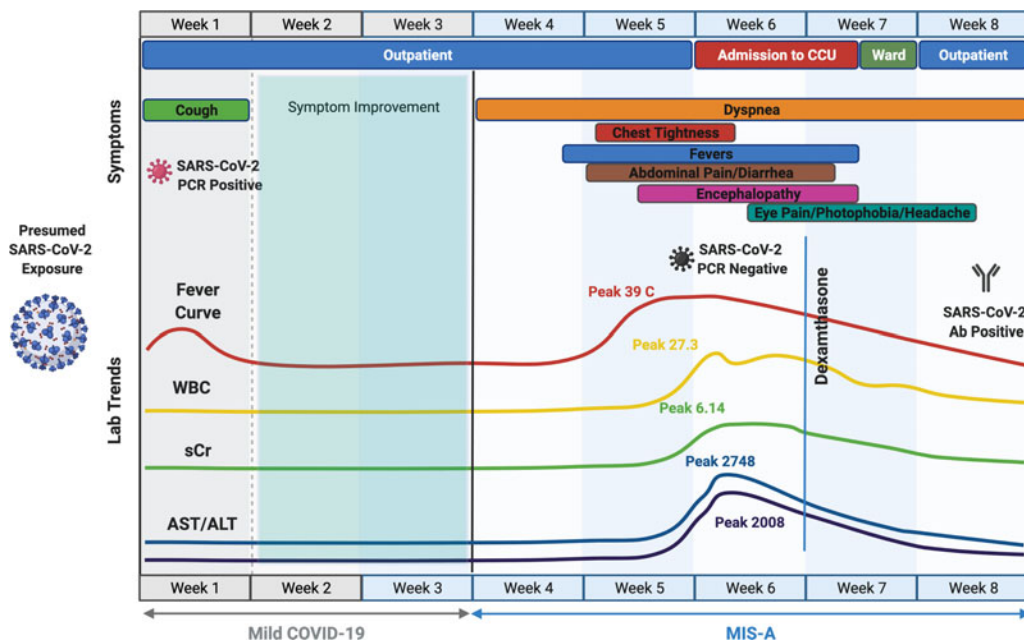 Week 1 Week 2 Week 3 Week 4 Week 5 Week 6 Week 7 Week 8
Outpatient Admission to CCU Ward Outpatient
Symptoms
Cough
Symptom Improvement
Dyspnea
Chest Tightness
Fevers
SARS-CoV-2
PCR Positive
Abdominal Pain/Diarrhea
Encephalopathy
Eye Pain/Photophobia/Headache
Presumed
SARS-CoV-2
Exposure
SARS-CoV-2
PCR Negative
Dexamthasone
SARS-CoV-2
Ab Positive
Lab Trends
Fever
Curve
Peak 39 C
WBC
Peak 27.3
sCr
Peak 6.14
AST/ALT
Peak 2748
Peak 2008
Week 1 Week 2 Week 3 Week 4 Week 5 Week 6 Week 7 Week 8
Mild COVID-19 MIS-A